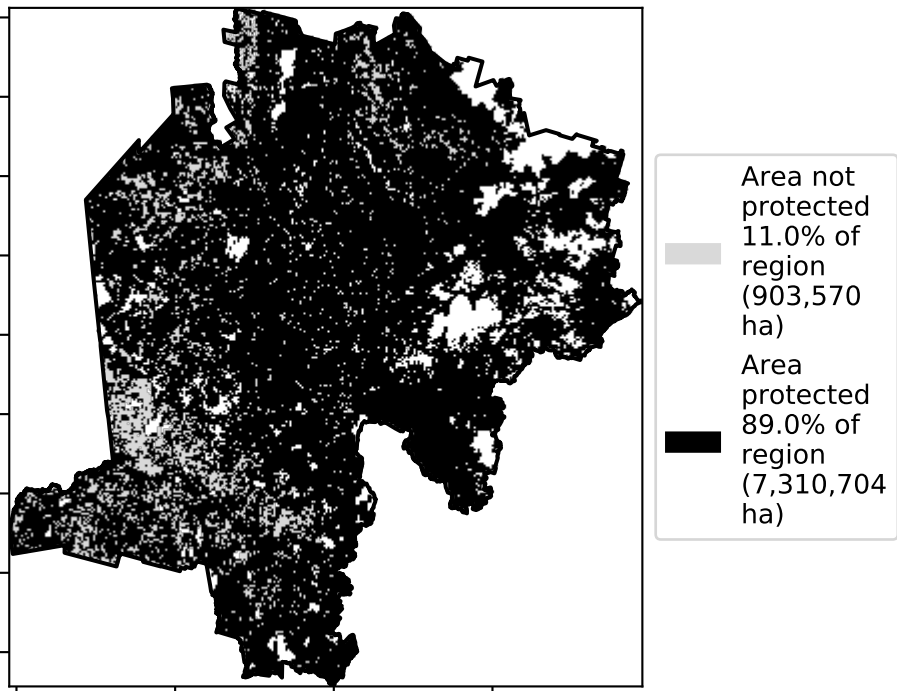 Area not
protected
11.0% of
region
(903,570
ha)
Area
protected
89.0% of
region
(7,310,704
ha)